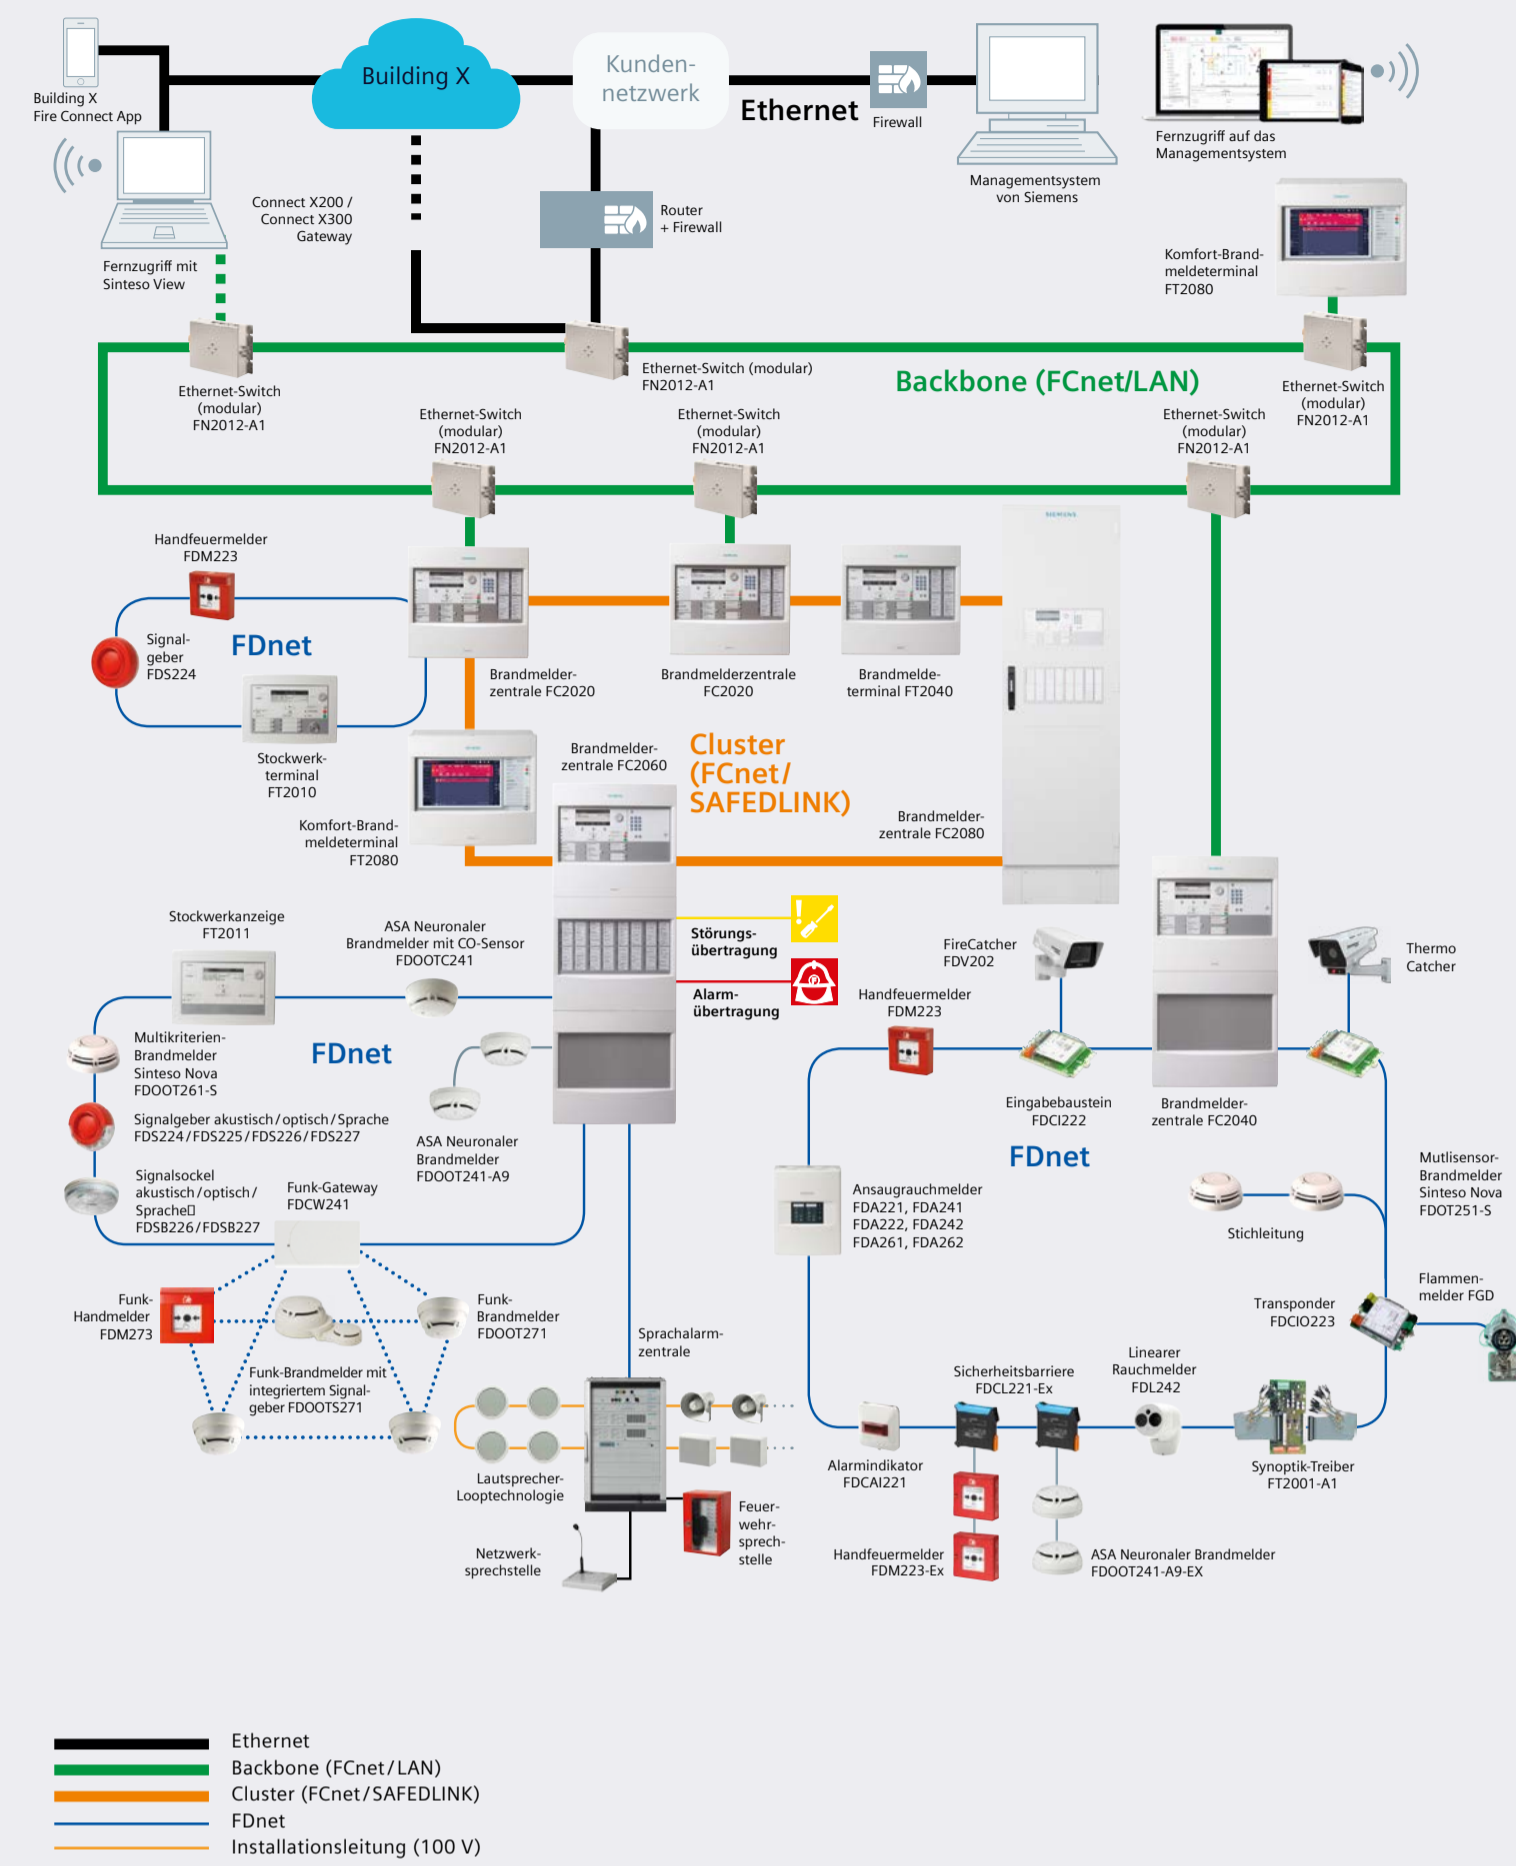 Building X
Fire Connect App
Building X
Kunden-
netzwerk
Ethernet
Firewall
Managementsystem
von Siemens
Fernzugriff auf das
Managementsystem
Connect X200 /
Connect X300
Gateway
Router
+ Firewall
Fernzugriff mit
Sinteso View
Komfort-Brand-
meldeterminal
FT2080
Ethernet-Switch
(modular)
FN2012-A1
Ethernet-Switch (modular)
FN2012-A1
Backbone (FCnet/LAN)
Ethernet-Switch
(modular)
FN2012-A1
Ethernet-Switch
(modular)
FN2012-A1
Ethernet-Switch
(modular)
FN2012-A1
Ethernet-Switch
(modular)
FN2012-A1
SIEMENS
Handfeuermelder
FDM223
Signal-
geber
FDS224
FDnet
Stockwerk-
terminal
FT2010
Brandmelder-
zentrale FC2020
Brandmelderzentrale
FC2020
Brandmelde-
terminal FT2040
Komfort-Brand-
meldeterminal
FT2080
Brandmelder-
zentrale FC2060
Cluster
(FCnet/
SAFEDLINK)
Brandmelder-
zentrale FC2080
Störungs-
übertragung
Alarm-
übertragung
Stockwerkanzeige
FT2011
ASA Neuronaler
Brandmelder mit CO-Sensor
FDOOTC241
Multikriterien-
Brandmelder
Sinteso Nova
FDOOT261-S
FDnet
Signalgeber akustisch/optisch/Sprache
FDS224/FDS225/FDS226/FDS227
ASA Neuronaler
Brandmelder
FDOOT241-A9
Signalsockel
akustisch/optisch/
Sprache▯
FDSB226/FDSB227
Funk-Gateway
FDCW241
Funk-
Handmelder
FDM273
Funk-
Brandmelder
FDOOT271
Funk-Brandmelder mit
integriertem Signal-
geber FDOOTS271
Sprachalarm-
zentrale
Lautsprecher-
Looptechnologie
Netzwerk-
sprechstelle
Feuer-
wehr-
sprech-
stelle
FireCatcher
FDV202
Thermo
Catcher
Handfeuermelder
FDM223
Eingabebaustein
FDCI222
Brandmelder-
zentrale FC2040
FDnet
Ansaugrauchmelder
FDA221, FDA241
FDA222, FDA242
FDA261, FDA262
Stichleitung
Mutlisensor-
Brandmelder
Sinteso Nova
FDOT251-S
Transponder
FDCIO223
Flammen-
melder FGD
Alarmindikator
FDCAI221
Sicherheitsbarriere
FDCL221-Ex
Linearer
Rauchmelder
FDL242
Synoptik-Treiber
FT2001-A1
Handfeuermelder
FDM223-Ex
ASA Neuronaler Brandmelder
FDOOT241-A9-EX
Ethernet
Backbone (FCnet/LAN)
Cluster (FCnet/SAFEDLINK)
FDnet
Installationsleitung (100 V)